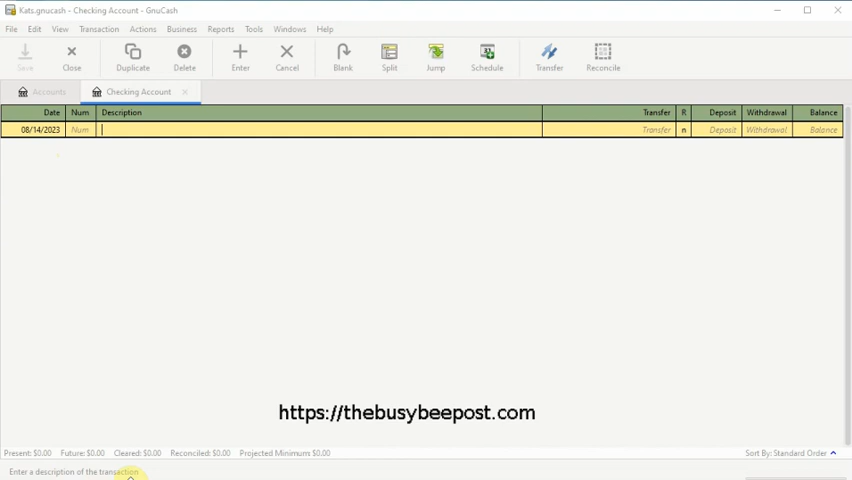 Kats.gnucash - Checking Account - GnuCash
File Edit View Transaction Actions Business Reports Tools Windows Help
Save Close Duplicate Delete Enter Cancel Blank Split Jump Schedule Transfer Reconcile
Accounts Checking Account
Date Num Description Transfer R Deposit Withdrawal Balance
08/14/2023 Num Transfer n Deposit Withdrawal Balance
https://thebusybeepost.com
Present: $0.00 Future: $0.00 Cleared: $0.00 Reconciled: $0.00 Projected Minimum $0.00 Sort By: Standard Order
Enter a description of the transaction